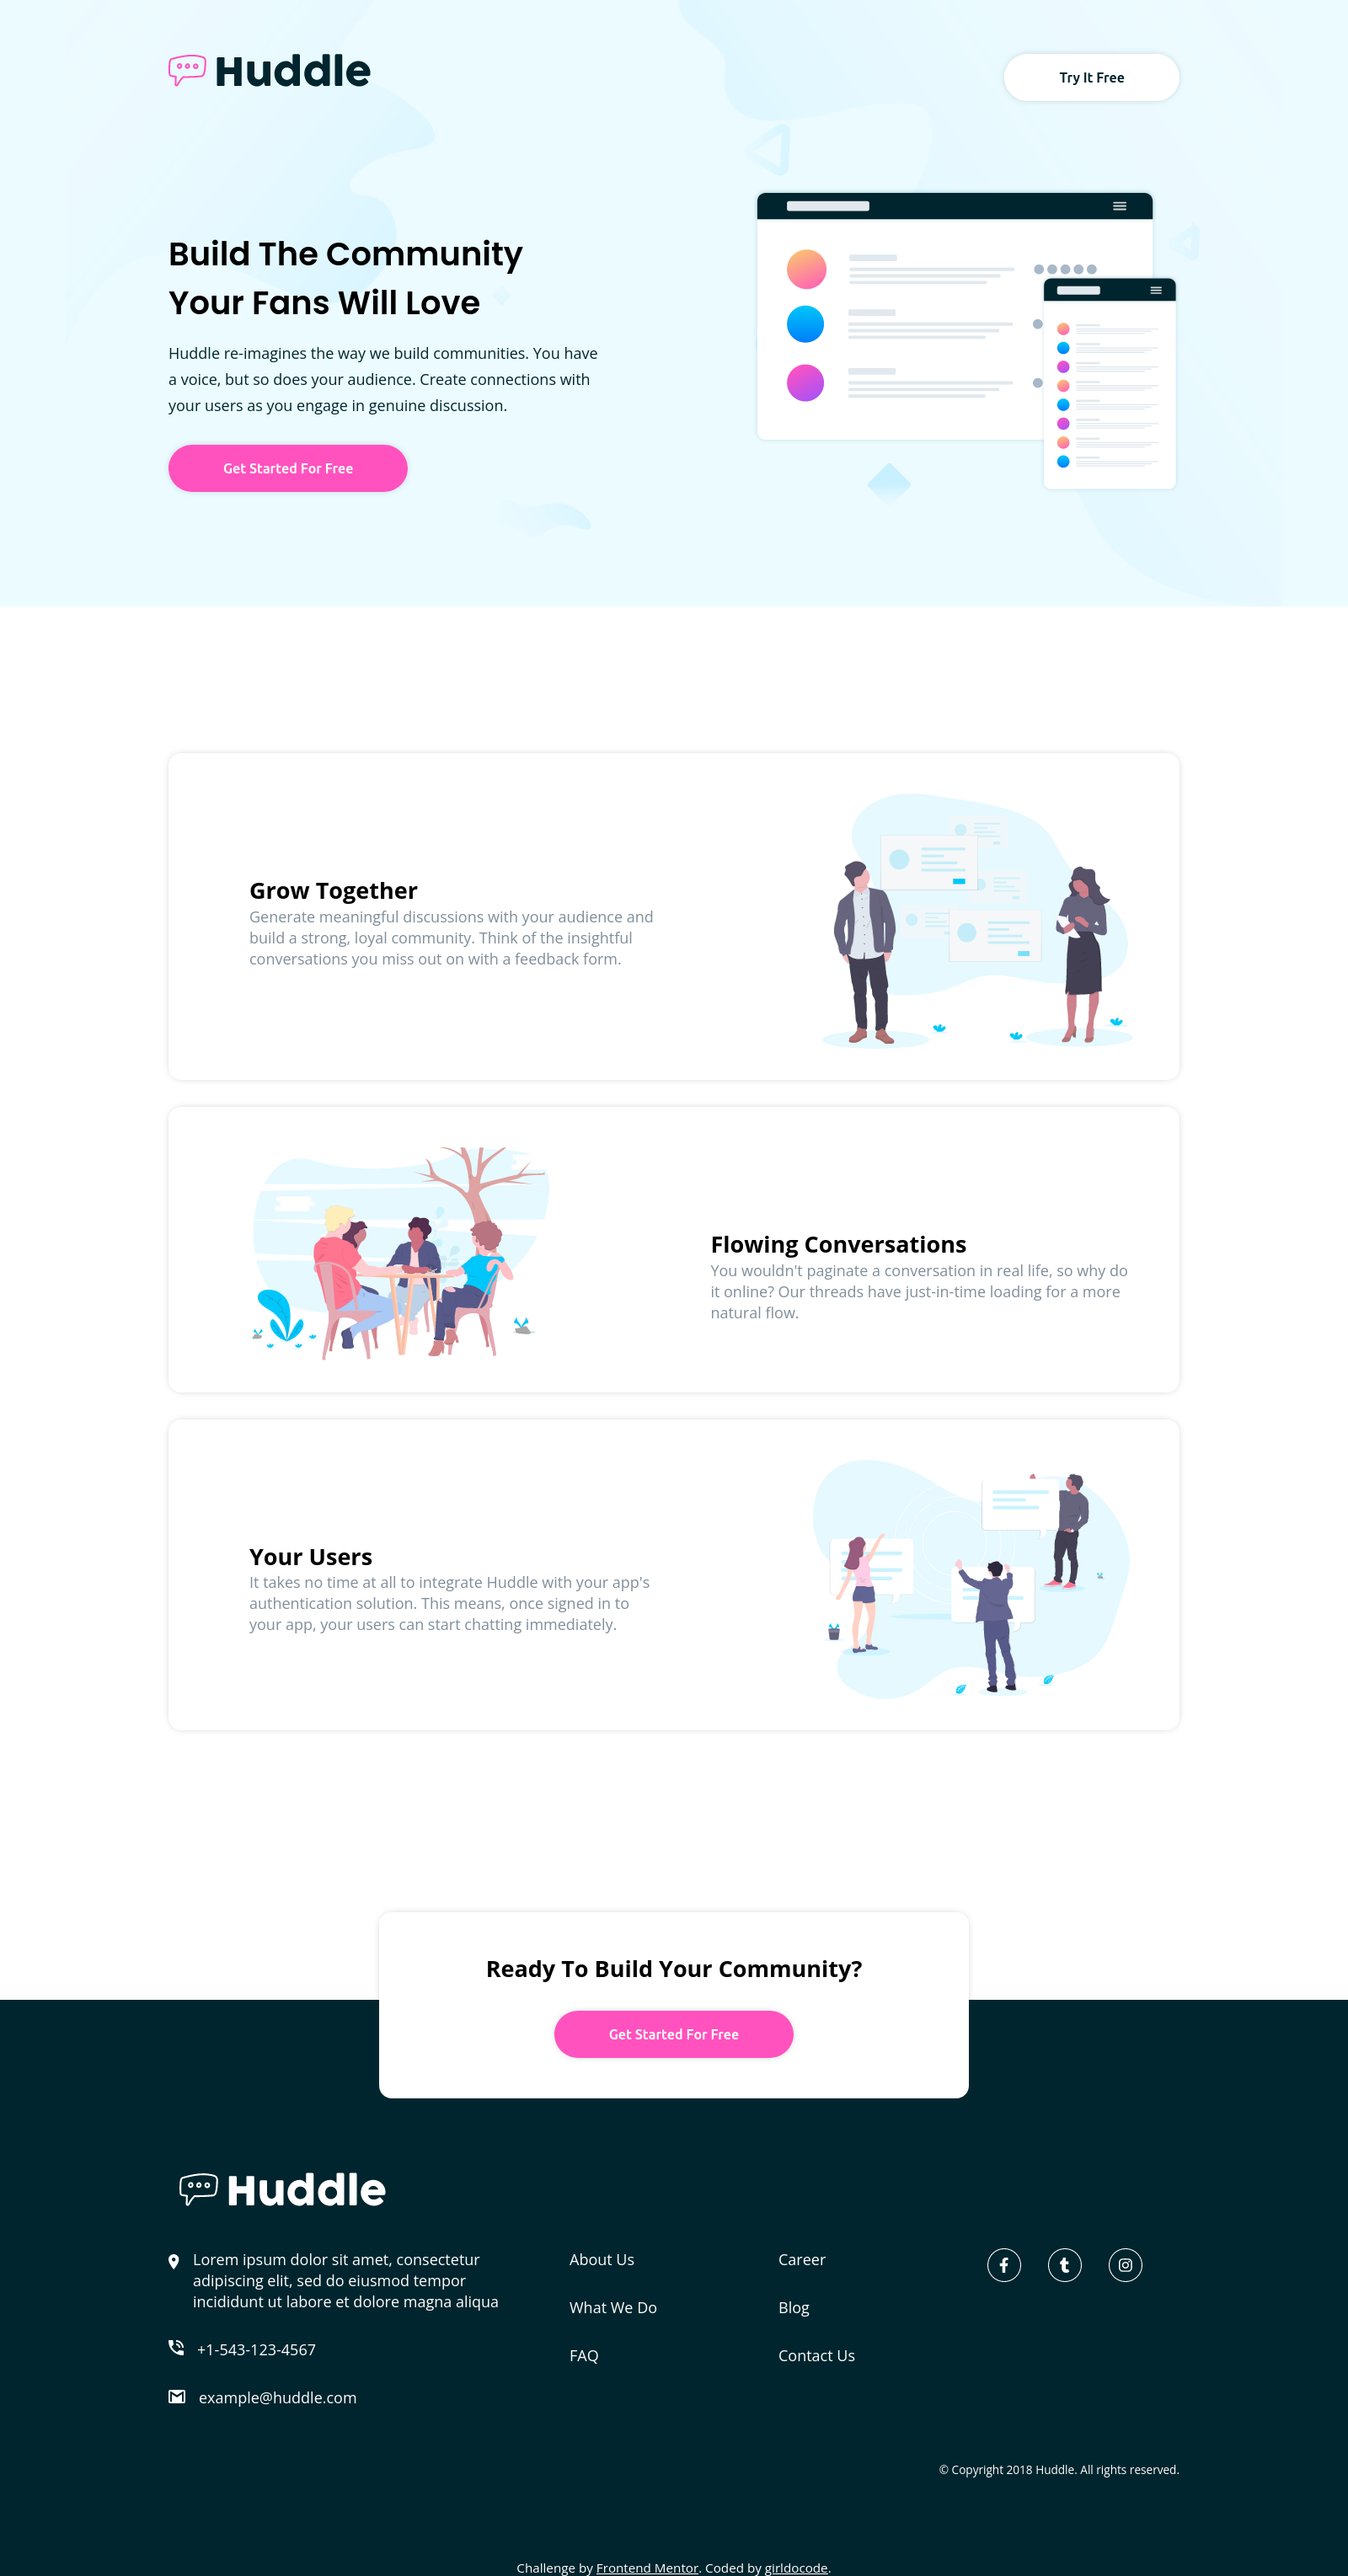 Huddle
Try It Free
Build The Community
Your Fans Will Love
Huddle re-imagines the way we build communities. You have
a voice, but so does your audience. Create connections with
your users as you engage in genuine discussion.
Get Started For Free
Grow Together
Generate meaningful discussions with your audience and
build a strong, loyal community. Think of the insightful
conversations you miss out on with a feedback form.
Flowing Conversations
You wouldn't paginate a conversation in real life, so why do
it online? Our threads have just-in-time loading for a more
natural flow.
Your Users
It takes no time at all to integrate Huddle with your app's
authentication solution. This means, once signed in to
your app, your users can start chatting immediately.
Ready To Build Your Community?
Get Started For Free
Huddle
Lorem ipsum dolor sit amet, consectetur
adipiscing elit, sed do eiusmod tempor
incididunt ut labore et dolore magna aliqua
+1-543-123-4567
example@huddle.com
About Us
What We Do
FAQ
Career
Blog
Contact Us
© Copyright 2018 Huddle. All rights reserved.
Challenge by Frontend Mentor. Coded by girldocode.